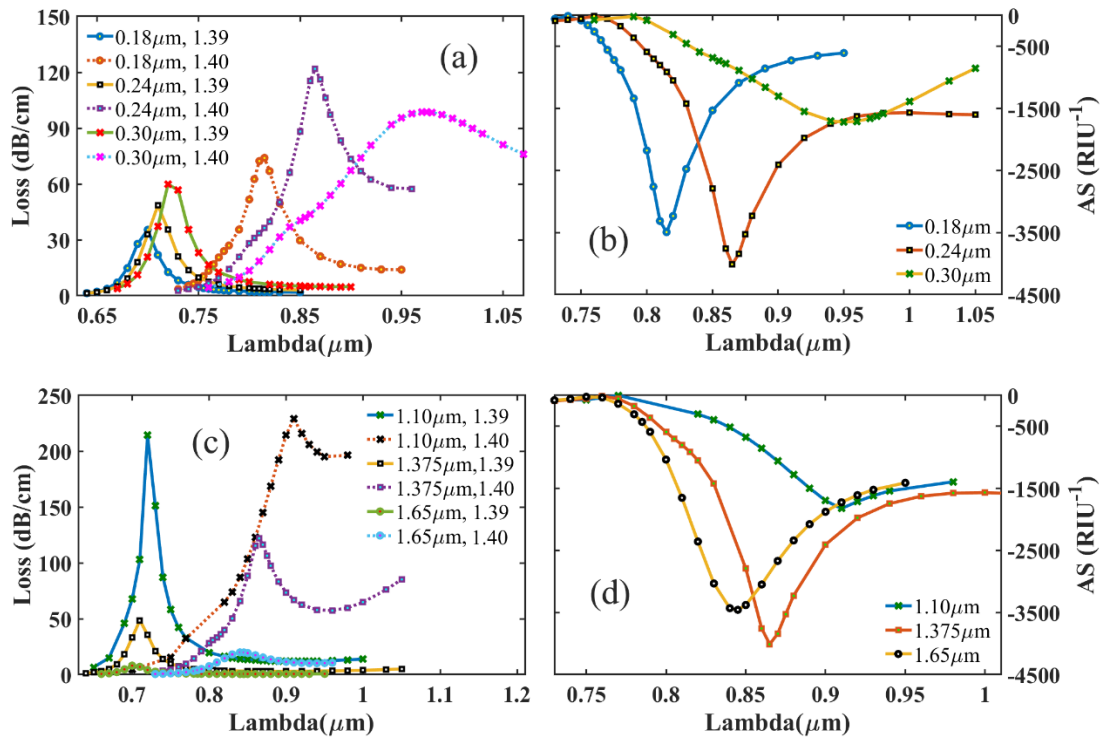 150
120
90
60
30
0
Loss (dB/cm)
0.18μm, 1.39
0.18μm, 1.40
0.24μm, 1.39
0.24μm, 1.40
0.30μm, 1.39
0.30μm, 1.40
(a)
0.65 0.75 0.85 0.95 1.05
Lambda(μm)
0
-500
-1500
-2500
-3500
-4500
AS (RIU⁻¹)
(b)
0.18μm
0.24μm
0.30μm
0.75 0.8 0.85 0.9 0.95 1 1.05
Lambda(μm)
250
200
150
100
50
0
Loss (dB/cm)
(c)
1.10μm, 1.39
1.10μm, 1.40
1.375μm,1.39
1.375μm,1.40
1.65μm, 1.39
1.65μm, 1.40
0.7 0.8 0.9 1 1.1 1.2
Lambda(μm)
0
-500
-1500
-2500
-3500
-4500
AS (RIU⁻¹)
(d)
1.10μm
1.375μm
1.65μm
0.75 0.8 0.85 0.9 0.95 1
Lambda(μm)